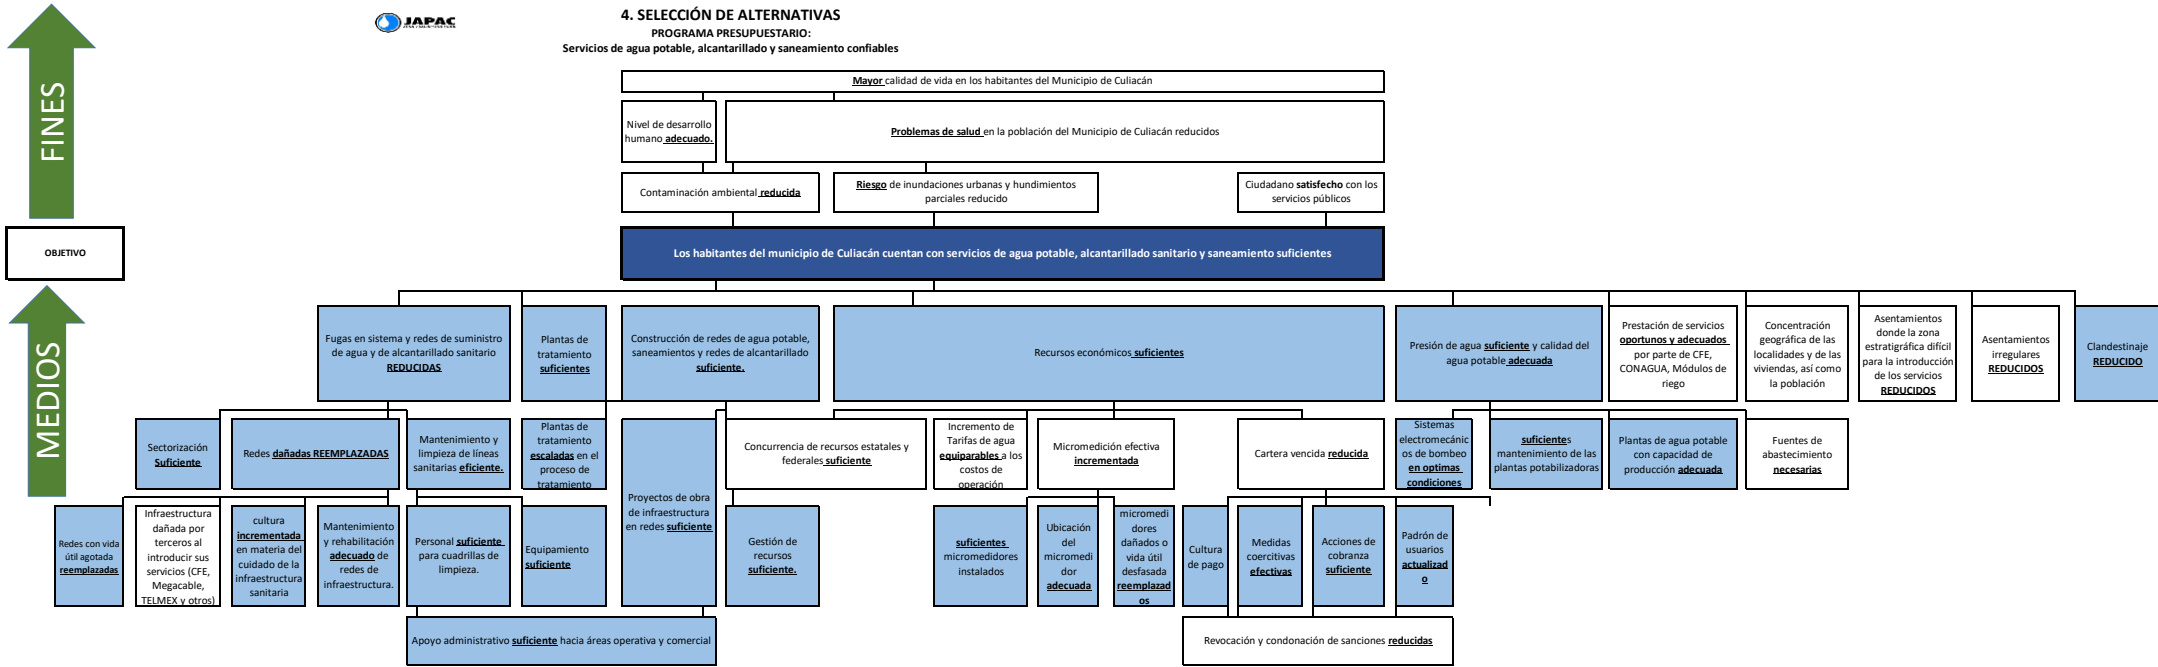 JAPAC
4. SELECCIÓN DE ALTERNATIVAS
PROGRAMA PRESUPUESTARIO:
Servicios de agua potable, alcantarillado y saneamiento confiables
FINES
Mayor calidad de vida en los habitantes del Municipio de Culiacán
Nivel de desarrollo
humano adecuado.
Problemas de salud en la población del Municipio de Culiacán reducidos
Contaminación ambiental reducida
Riesgo de inundaciones urbanas y hundimientos
parciales reducido
Ciudadano satisfecho con los
servicios públicos
OBJETIVO
Los habitantes del municipio de Culiacán cuentan con servicios de agua potable, alcantarillado sanitario y saneamiento suficientes
MEDIOS
Fugas en sistema y redes de suministro
de agua y de alcantarillado sanitario
REDUCIDAS
Plantas de
tratamiento
suficientes
Construcción de redes de agua potable,
saneamientos y redes de alcantarillado
suficiente.
Recursos económicos suficientes
Presión de agua suficiente y calidad del
agua potable adecuada
Prestación de servicios
oportunos y adecuados
por parte de CFE,
CONAGUA, Módulos de
riego
Concentración
geográfica de las
localidades y de las
viviendas, así como
la población
Asentamientos
donde la zona
estratigráfica difícil
para la introducción
de los servicios
REDUCIDOS
Asentamientos
irregulares
REDUCIDOS
Clandestinaje
REDUCIDO
Sectorización
Suficiente
Redes dañadas REEMPLAZADAS
Mantenimiento y
limpieza de líneas
sanitarias eficiente.
Plantas de
tratamiento
escaladas en el
proceso de
tratamiento
Proyectos de obra
de infraestructura
en redes suficiente
Concurrencia de recursos estatales y
federales suficiente
Incremento de
Tarifas de agua
equiparables a los
costos de
operación
Micromedición efectiva
incrementada
Cartera vencida reducida
Sistemas
electromecánic
os de bombeo
en optimas
condiciones
suficientes
mantenimiento de las
plantas potabilizadoras
Plantas de agua potable
con capacidad de
producción adecuada
Fuentes de
abastecimiento
necesarias
Redes con vida
útil agotada
reemplazadas
Infraestructura
dañada por
terceros al
introducir sus
servicios (CFE,
Megacable,
TELMEX y otros)
cultura
incrementada
en materia del
cuidado de la
infraestructura
sanitaria
Mantenimiento
y rehabilitación
adecuado de
redes de
infraestructura.
Personal suficiente
para cuadrillas de
limpieza.
Equipamiento
suficiente
Gestión de
recursos
suficiente.
suficientes
micromedidores
instalados
Ubicación
del
micromedi
dor
adecuada
micromedi
dores
dañados o
vida útil
desfasada
reemplazad
os
Cultura
de pago
Medidas
coercitivas
efectivas
Acciones de
cobranza
suficiente
Padrón de
usuarios
actualizad
o
Apoyo administrativo suficiente hacia áreas operativa y comercial
Revocación y condonación de sanciones reducidas